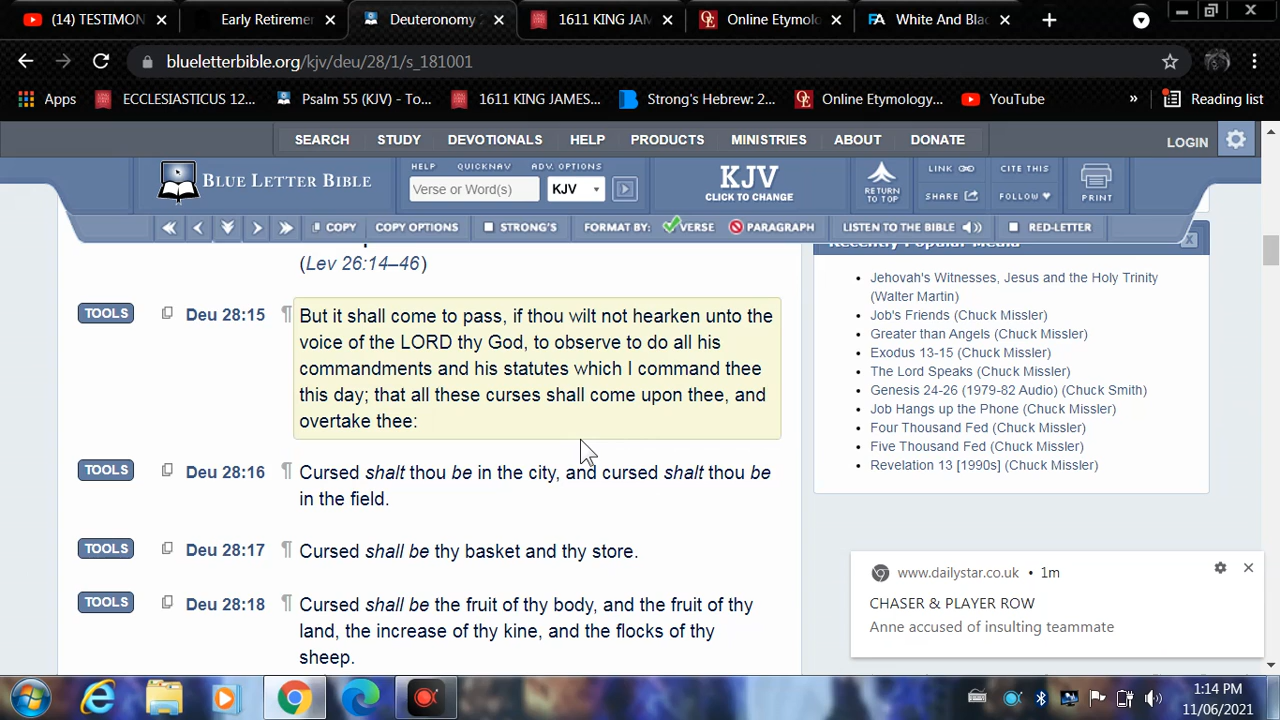 (14) TESTIMON
Early Retireme
Deuteronomy
1611 KING JAM
Online Etymolo
White And Bla
blueletterbible.org/kjv/deu/28/1/s_181001
Apps
ECCLESIASTICUS 12...
Psalm 55 (KJV) - To...
1611 KING JAMES...
Strong's Hebrew: 2...
Online Etymology...
YouTube
»
Reading list
SEARCH STUDY DEVOTIONALS HELP PRODUCTS MINISTRIES ABOUT DONATE
LOGIN
BLUE LETTER BIBLE
HELP QUICKNAV ADV. OPTIONS
Verse or Word(s) KJV
KJV
CLICK TO CHANGE
RETURN
TO TOP
LINK
CITE THIS
SHARE
FOLLOW
PRINT
COPY COPY OPTIONS STRONG'S FORMAT BY: VERSE PARAGRAPH LISTEN TO THE BIBLE RED-LETTER
(Lev 26:14–46)
TOOLS Deu 28:15 ¶ But it shall come to pass, if thou wilt not hearken unto the
voice of the LORD thy God, to observe to do all his
commandments and his statutes which I command thee
this day; that all these curses shall come upon thee, and
overtake thee:
TOOLS Deu 28:16 ¶ Cursed shalt thou be in the city, and cursed shalt thou be
in the field.
TOOLS Deu 28:17 ¶ Cursed shall be thy basket and thy store.
TOOLS Deu 28:18 ¶ Cursed shall be the fruit of thy body, and the fruit of thy
land, the increase of thy kine, and the flocks of thy
sheep.
Recently Popular Media
Jehovah's Witnesses, Jesus and the Holy Trinity
(Walter Martin)
Job's Friends (Chuck Missler)
Greater than Angels (Chuck Missler)
Exodus 13-15 (Chuck Missler)
The Lord Speaks (Chuck Missler)
Genesis 24-26 (1979-82 Audio) (Chuck Smith)
Job Hangs up the Phone (Chuck Missler)
Four Thousand Fed (Chuck Missler)
Five Thousand Fed (Chuck Missler)
Revelation 13 [1990s] (Chuck Missler)
www.dailystar.co.uk • 1m
CHASER & PLAYER ROW
Anne accused of insulting teammate
1:14 PM
11/06/2021